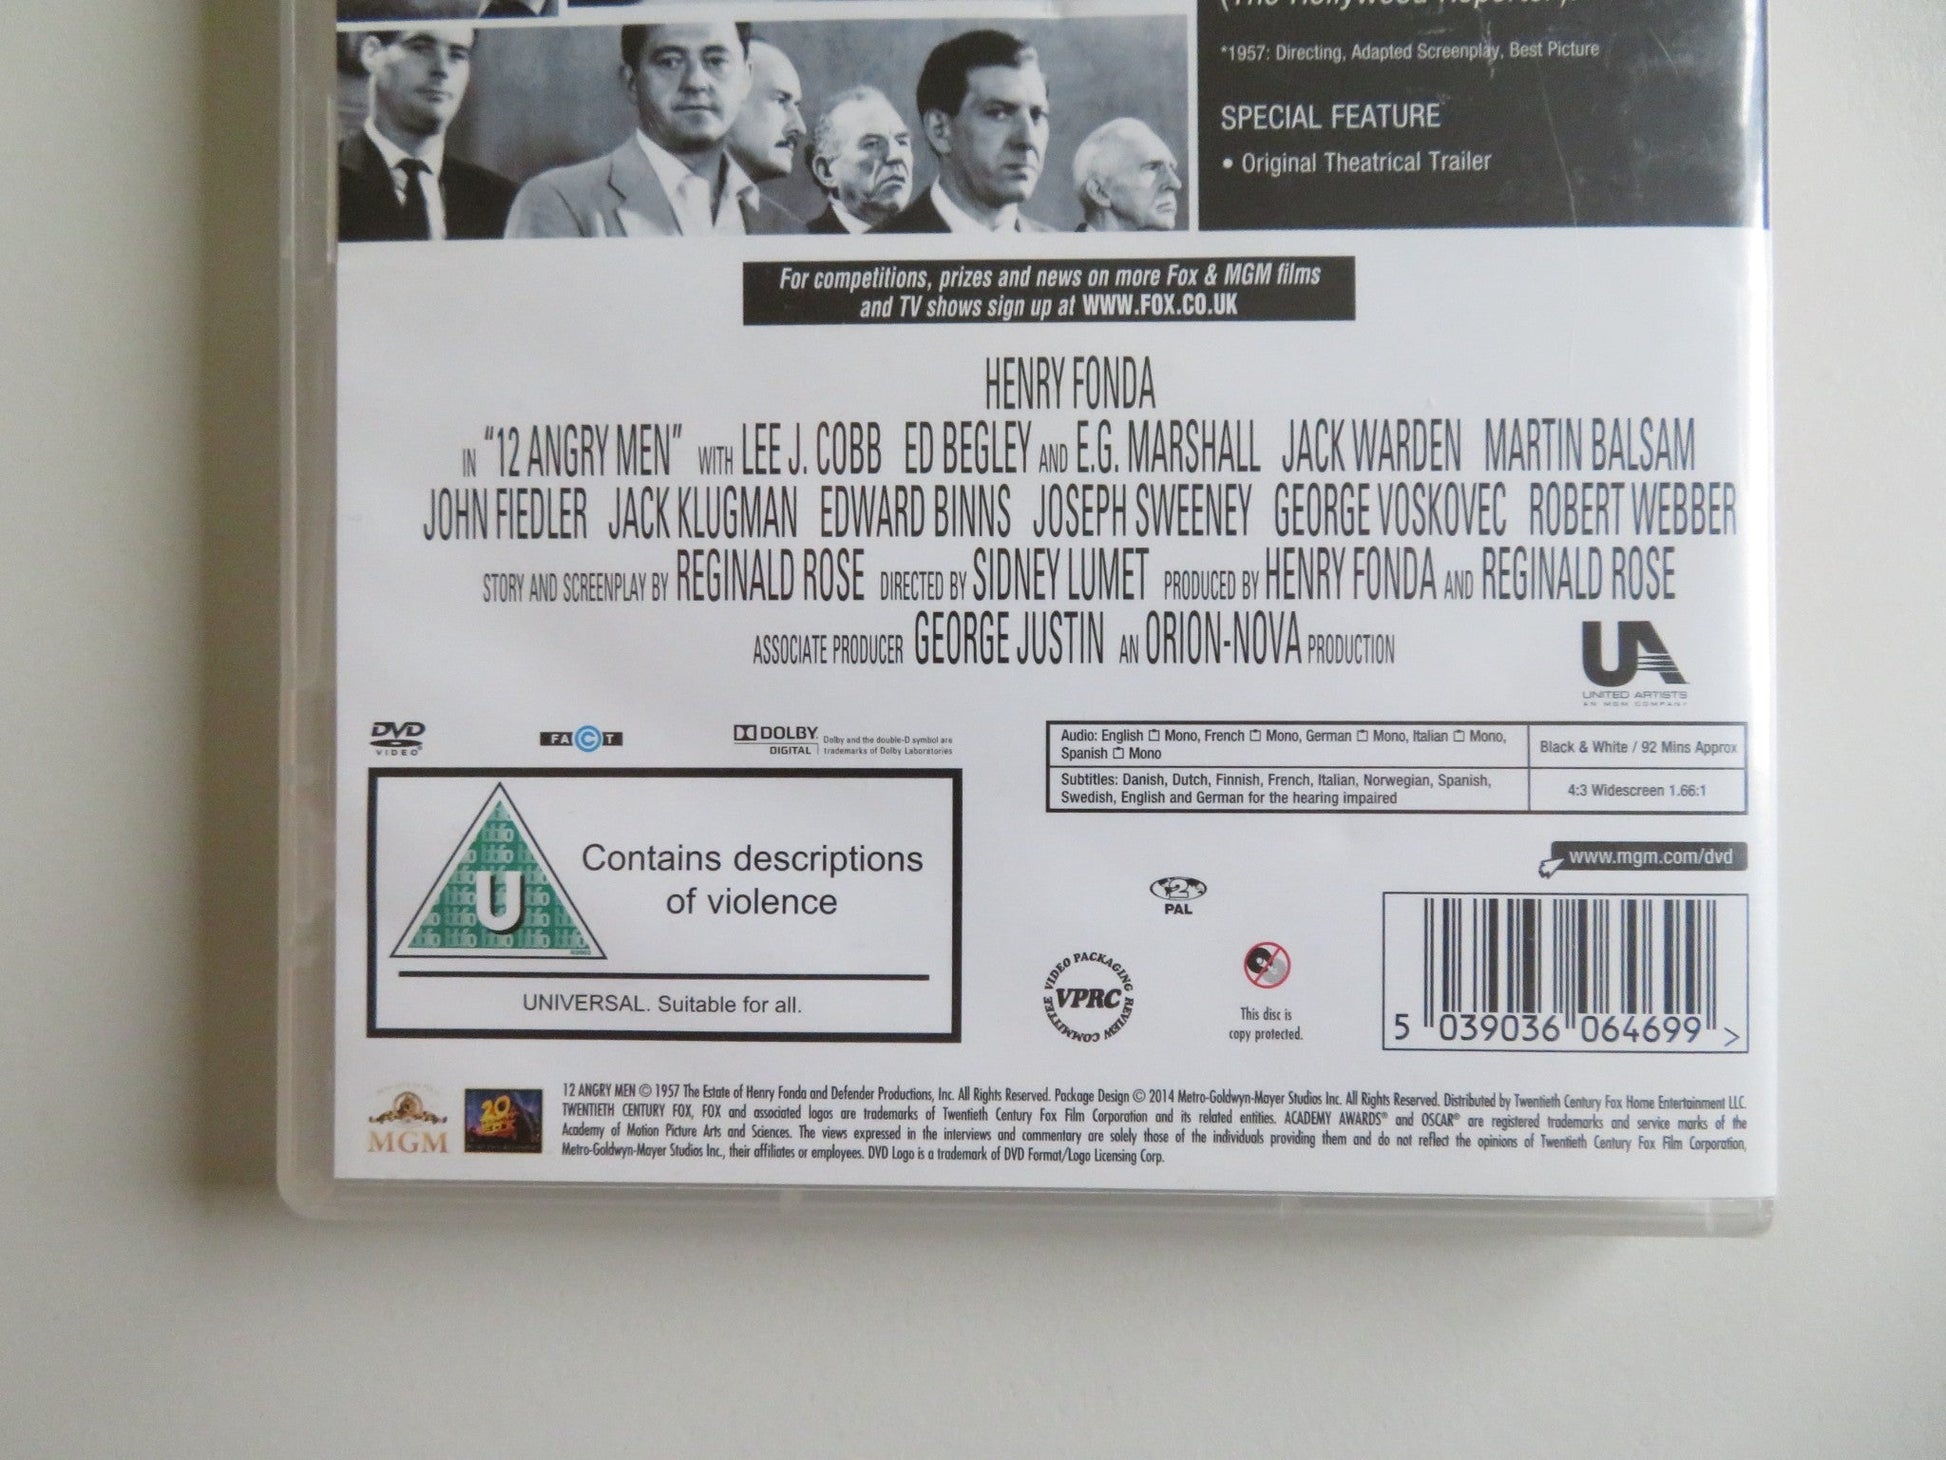 (The Hollywood Reporter).
*1957: Directing, Adapted Screenplay, Best Picture
SPECIAL FEATURE
• Original Theatrical Trailer
For competitions, prizes and news on more Fox & MGM films
and TV shows sign up at WWW.FOX.CO.UK
HENRY FONDA
IN "12 ANGRY MEN" WITH LEE J. COBB ED BEGLEY AND E.G. MARSHALL JACK WARDEN MARTIN BALSAM
JOHN FIEDLER JACK KLUGMAN EDWARD BINNS JOSEPH SWEENEY GEORGE VOSKOVEC ROBERT WEBBER
STORY AND SCREENPLAY BY REGINALD ROSE DIRECTED BY SIDNEY LUMET PRODUCED BY HENRY FONDA AND REGINALD ROSE
ASSOCIATE PRODUCER GEORGE JUSTIN AN ORION-NOVA PRODUCTION
UA
UNITED ARTISTS
AN MGM COMPANY
DVD
VIDEO
FACT
DOLBY
DIGITAL
Dolby and the double-D symbol are
trademarks of Dolby Laboratories
Audio: English Mono, French Mono, German Mono, Italian Mono,
Spanish Mono
Black & White / 92 Mins Approx
Subtitles: Danish, Dutch, Finnish, French, Italian, Norwegian, Spanish,
Swedish, English and German for the hearing impaired
4:3 Widescreen 1.66:1
U
Contains descriptions
of violence
UNIVERSAL. Suitable for all.
www.mgm.com/dvd
2
PAL
VIDEO PACKAGING REVIEW COMMITTEE
VPRC
This disc is
copy protected.
5 039036 064699 >
MGM
20
12 ANGRY MEN © 1957 The Estate of Henry Fonda and Defender Productions, Inc. All Rights Reserved. Package Design © 2014 Metro-Goldwyn-Mayer Studios Inc. All Rights Reserved. Distributed by Twentieth Century Fox Home Entertainment LLC.
TWENTIETH CENTURY FOX, FOX and associated logos are trademarks of Twentieth Century Fox Film Corporation and its related entities. ACADEMY AWARDS® and OSCAR® are registered trademarks and service marks of the
Academy of Motion Picture Arts and Sciences. The views expressed in the interviews and commentary are solely those of the individuals providing them and do not reflect the opinions of Twentieth Century Fox Film Corporation,
Metro-Goldwyn-Mayer Studios Inc., their affiliates or employees. DVD Logo is a trademark of DVD Format/Logo Licensing Corp.